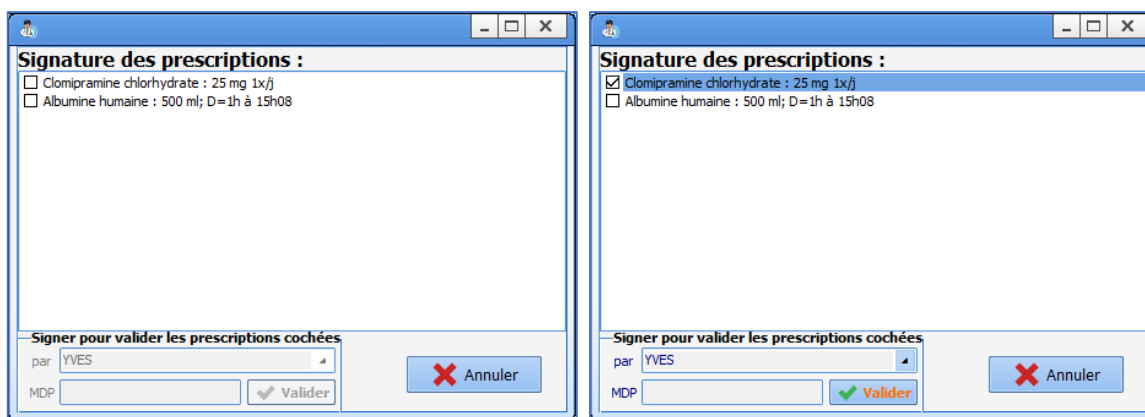 Signature des prescriptions :
Clomipramine chlorhydrate : 25 mg 1x/j
Albumine humaine : 500 ml; D=1h à 15h08
Signer pour valider les prescriptions cochées
par YVES
MDP Valider
Annuler
Signature des prescriptions :
Clomipramine chlorhydrate : 25 mg 1x/j
Albumine humaine : 500 ml; D=1h à 15h08
Signer pour valider les prescriptions cochées
par YVES
MDP Valider
Annuler